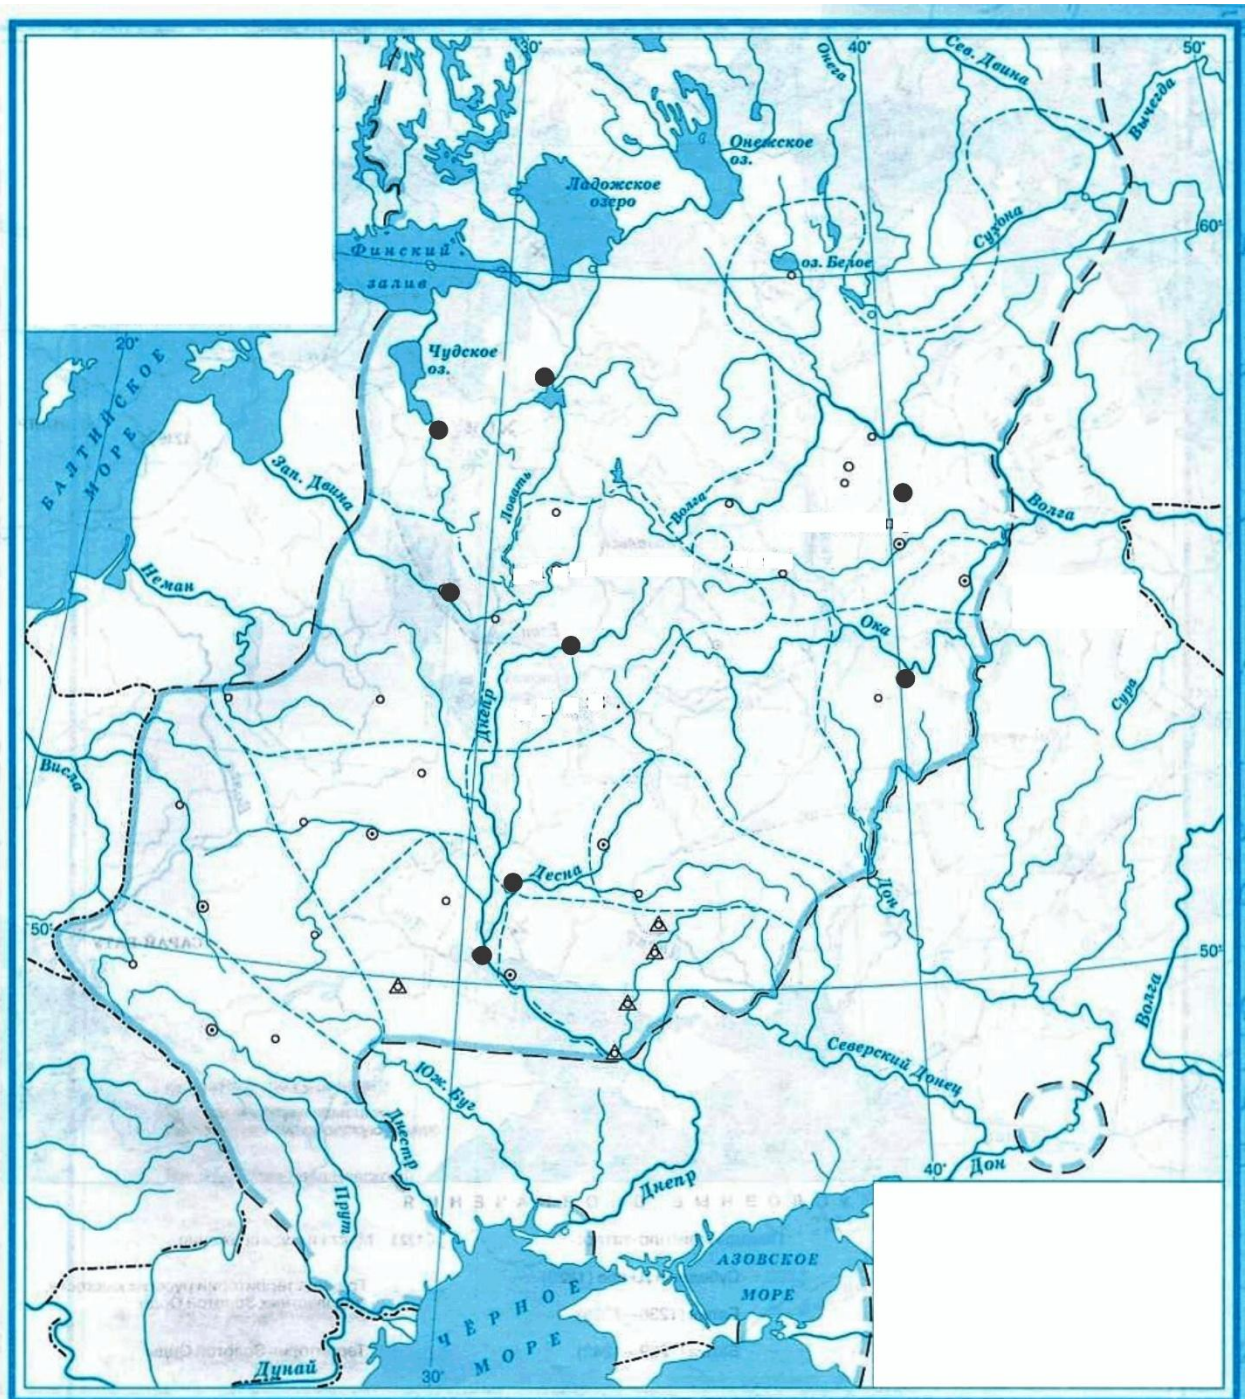 30°
40°
50°
Онега
Сев. Двина
Вычегда
Онежское
оз.
Ладожское
озеро
Сухона
60°
Финский
залив
оз. Белое
20°
БАЛТИЙСКОЕ
МОРЕ
Чудское
оз.
Зап. Двина
Ловать
Волга
Волга
Неман
Ока
Сура
Днепр
Висла
Десна
Дон
50°
50°
Волга
Северский Донец
Юж. Буг
Днестр
Прут
Днепр
40°
Дон
АЗОВСКОЕ
МОРЕ
ЧЁРНОЕ
МОРЕ
Дунай
30°